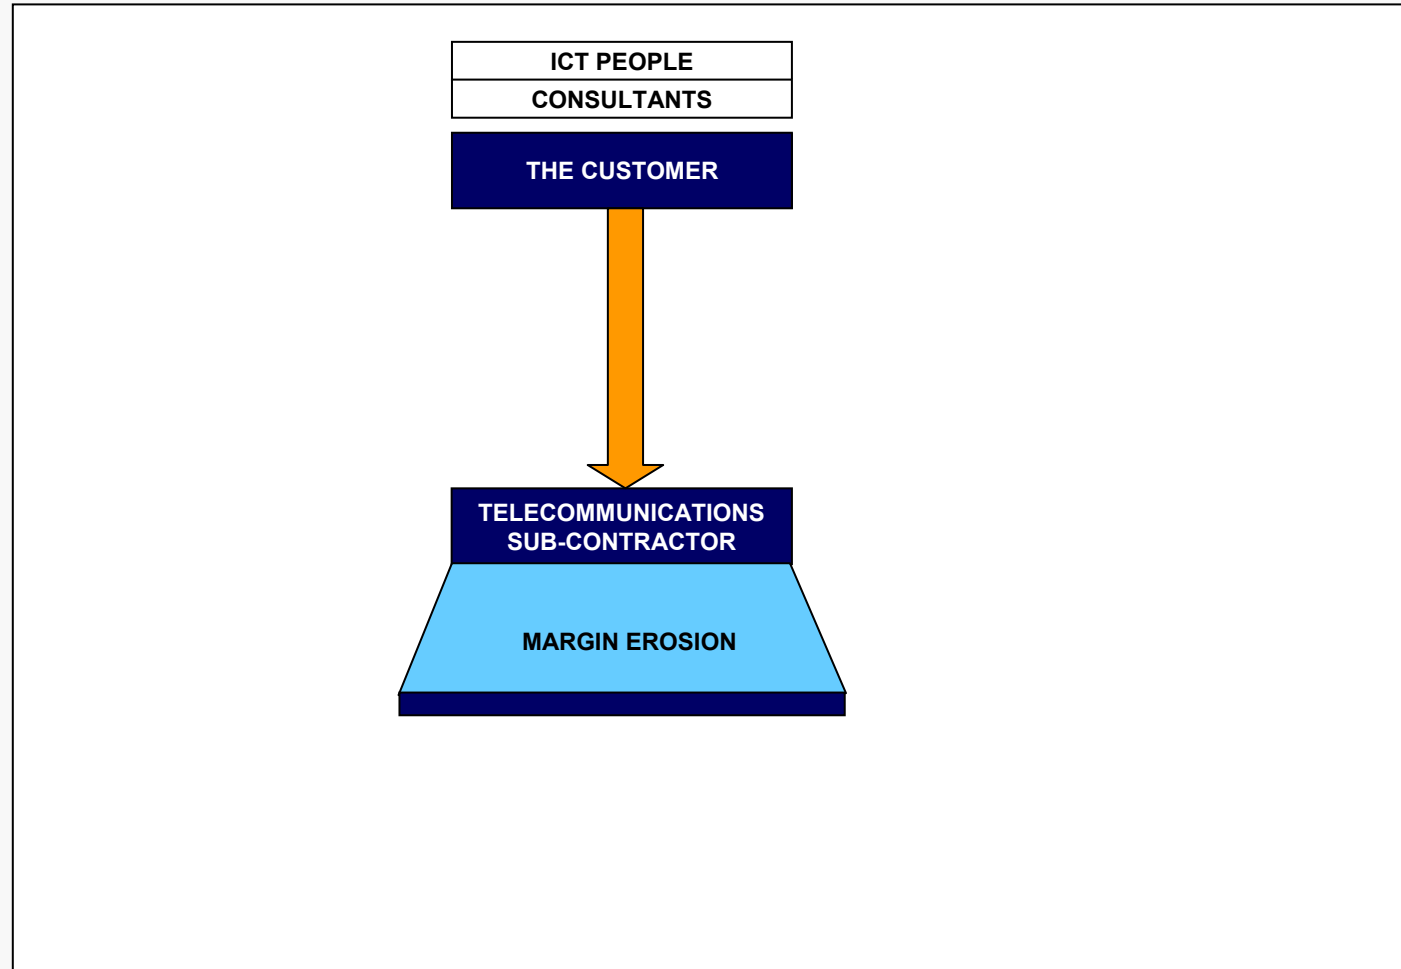 ICT PEOPLE
CONSULTANTS
THE CUSTOMER
TELECOMMUNICATIONS
SUB-CONTRACTOR
MARGIN EROSION